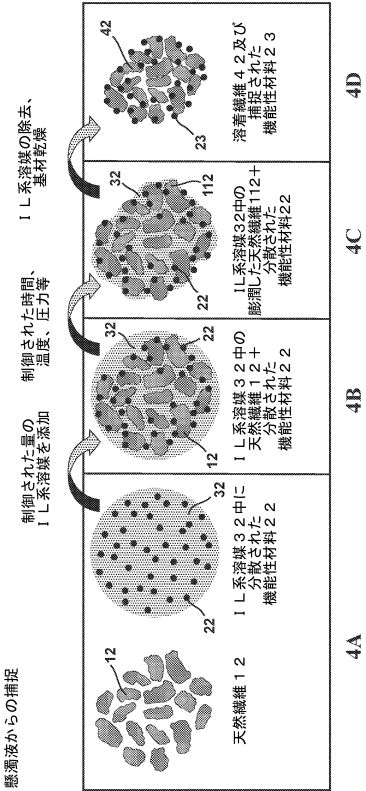 懸濁液からの捕捉
制御された量の
IL系溶媒を添加
制御された時間、
温度、圧力等
IL系溶媒の除去、
基材乾燥
12
天然繊維12
22
32
IL系溶媒32中に
分散された
機能性材料22
12
32
22
IL系溶媒32中の
天然繊維12+
分散された
機能性材料22
22
32
112
IL系溶媒32中の
膨潤した天然繊維112+
分散された
機能性材料22
23
42
溶着繊維42及び
捕捉された
機能性材料23
4A
4B
4C
4D